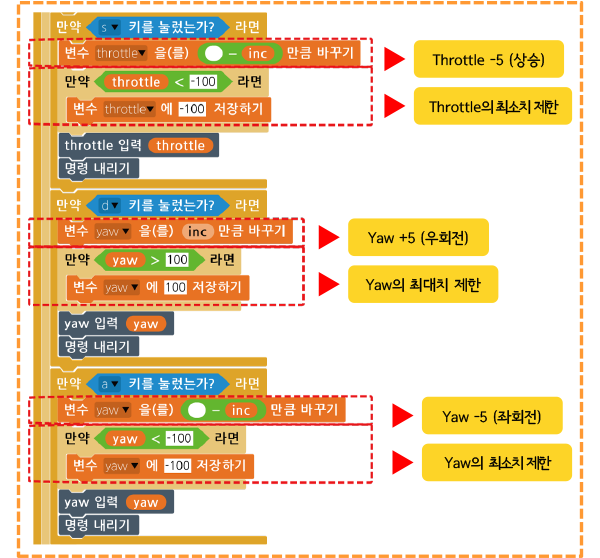 만약 s 키를 눌렀는가? 라면
변수 throttle 을(를) - inc 만큼 바꾸기
Throttle -5 (상승)
만약 throttle < -100 라면
변수 throttle 에 -100 저장하기
Throttle의 최소치 제한
throttle 입력 throttle
명령 내리기
만약 d 키를 눌렀는가? 라면
변수 yaw 을(를) inc 만큼 바꾸기
Yaw +5 (우회전)
만약 yaw > 100 라면
변수 yaw 에 100 저장하기
Yaw의 최대치 제한
yaw 입력 yaw
명령 내리기
만약 a 키를 눌렀는가? 라면
변수 yaw 을(를) - inc 만큼 바꾸기
Yaw -5 (좌회전)
만약 yaw < -100 라면
변수 yaw 에 -100 저장하기
Yaw의 최소치 제한
yaw 입력 yaw
명령 내리기